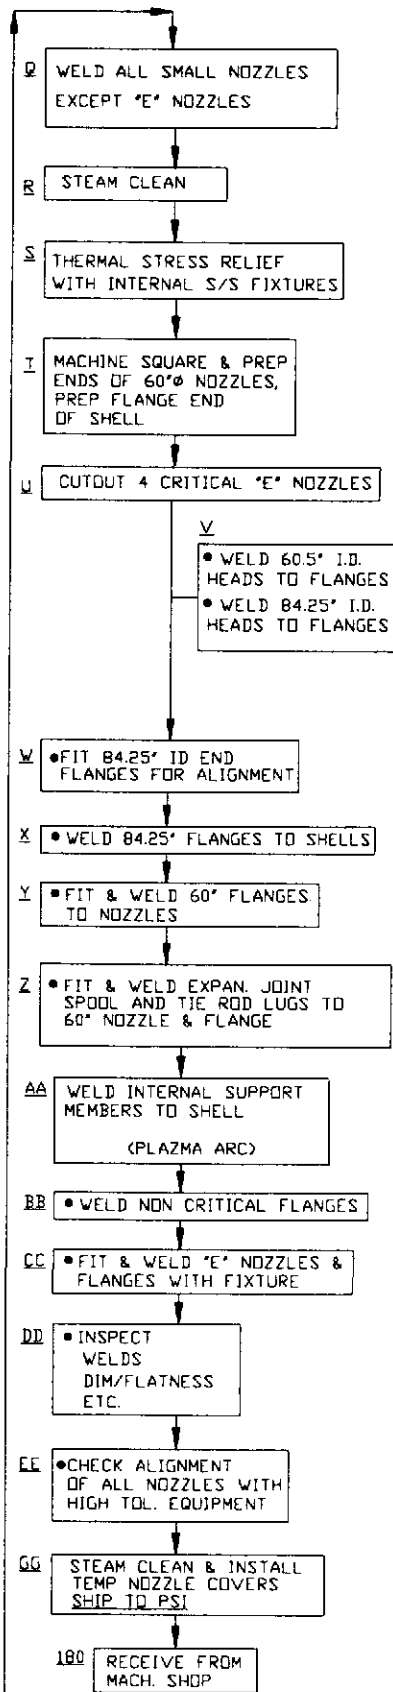 Q
WELD ALL SMALL NOZZLES
EXCEPT "E" NOZZLES
R
STEAM CLEAN
S
THERMAL STRESS RELIEF
WITH INTERNAL S/S FIXTURES
T
MACHINE SQUARE & PREP
ENDS OF 60"ø NOZZLES,
PREP FLANGE END
OF SHELL
U
CUTOUT 4 CRITICAL "E" NOZZLES
V
• WELD 60.5" I.D.
HEADS TO FLANGES
• WELD 84.25" I.D.
HEADS TO FLANGES
W
•FIT 84.25" ID END
FLANGES FOR ALIGNMENT
X
• WELD 84.25" FLANGES TO SHELLS
Y
• FIT & WELD 60" FLANGES
TO NOZZLES
Z
• FIT & WELD EXPAN. JOINT
SPOOL AND TIE ROD LUGS TO
60" NOZZLE & FLANGE
AA
WELD INTERNAL SUPPORT
MEMBERS TO SHELL
(PLAZMA ARC)
BB
• WELD NON CRITICAL FLANGES
CC
• FIT & WELD "E" NOZZLES &
FLANGES WITH FIXTURE
DD
• INSPECT
WELDS
DIM/FLATNESS
ETC.
EE
•CHECK ALIGNMENT
OF ALL NOZZLES WITH
HIGH TOL. EQUIPMENT
GG
STEAM CLEAN & INSTALL
TEMP NOZZLE COVERS
SHIP TO PSI
180
RECEIVE FROM
MACH. SHOP